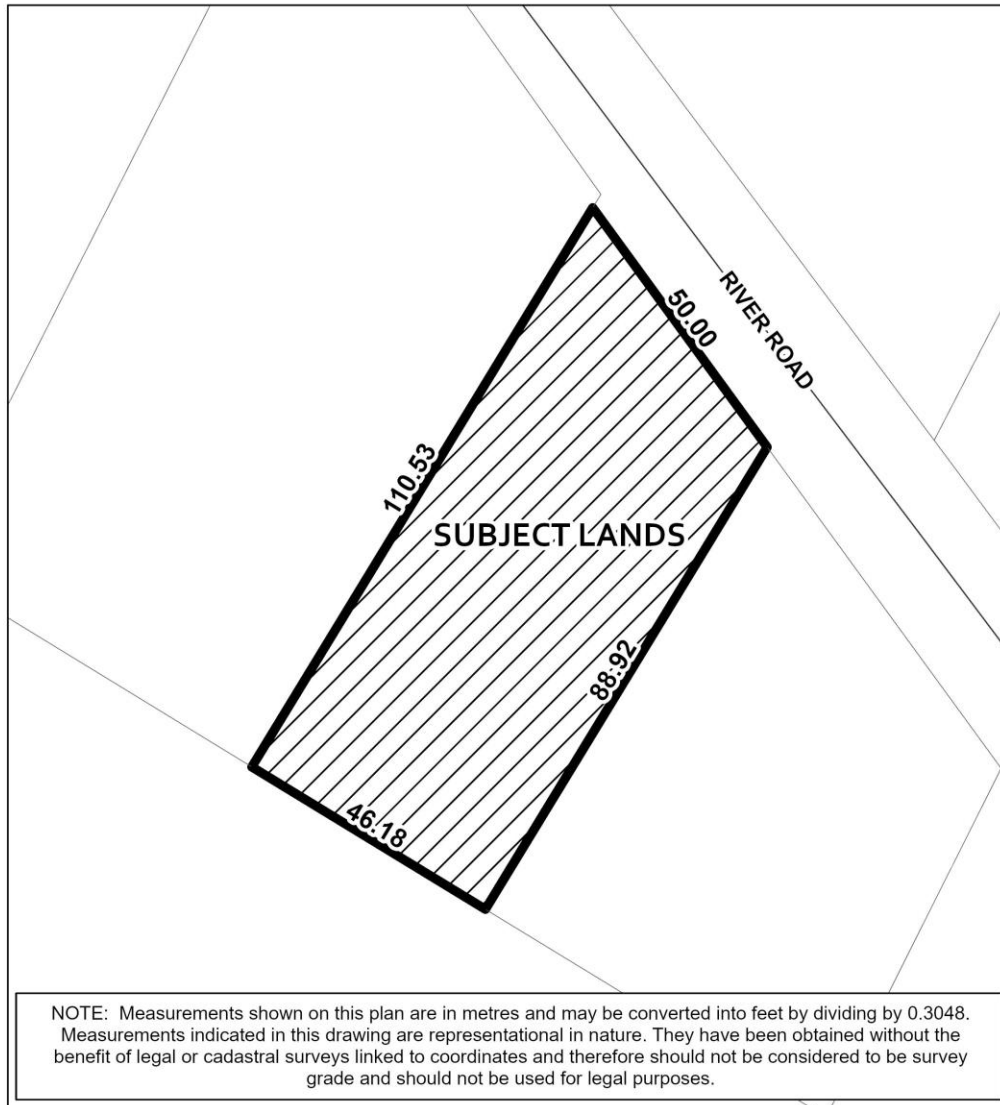 RIVER ROAD
50.00
110.53
SUBJECT LANDS
88.92
46.18
NOTE: Measurements shown on this plan are in metres and may be converted into feet by dividing by 0.3048.
Measurements indicated in this drawing are representational in nature. They have been obtained without the
benefit of legal or cadastral surveys linked to coordinates and therefore should not be considered to be survey
grade and should not be used for legal purposes.